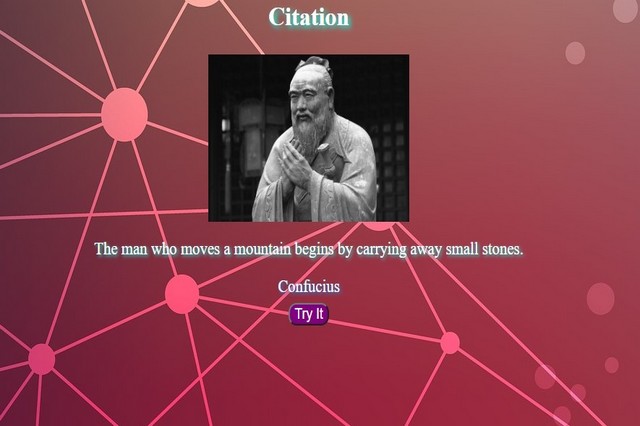 Citation
The man who moves a mountain begins by carrying away small stones.
Confucius
Try It